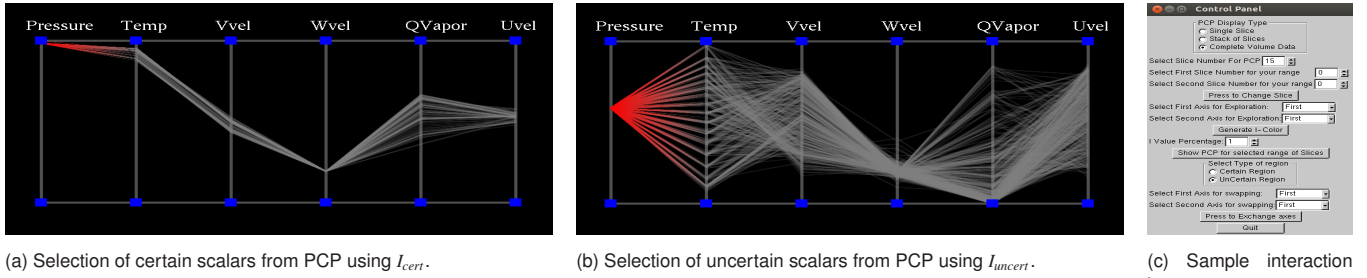 Pressure Temp Vvel Wvel QVapor Uvel
(a) Selection of certain scalars from PCP using I_cert.
Pressure Temp Vvel Wvel QVapor Uvel
(b) Selection of uncertain scalars from PCP using I_uncert.
Control Panel
PCP Display Type
Single Slice
Stack of Slices
Complete Volume Data
Select Slice Number For PCP 15
Select First Slice Number for your range 0
Select Second Slice Number for your range 0
Press to Change Slice
Select First Axis for Exploration: First
Select Second Axis for Exploration: First
Generate I-Color
I Value Percentage: 1
Show PCP for selected range of Slices
Select Type of region
Certain Region
UnCertain Region
Select First Axis for swapping: First
Select Second Axis for swapping: First
Press to Exchange axes
Quit
(c) Sample interaction